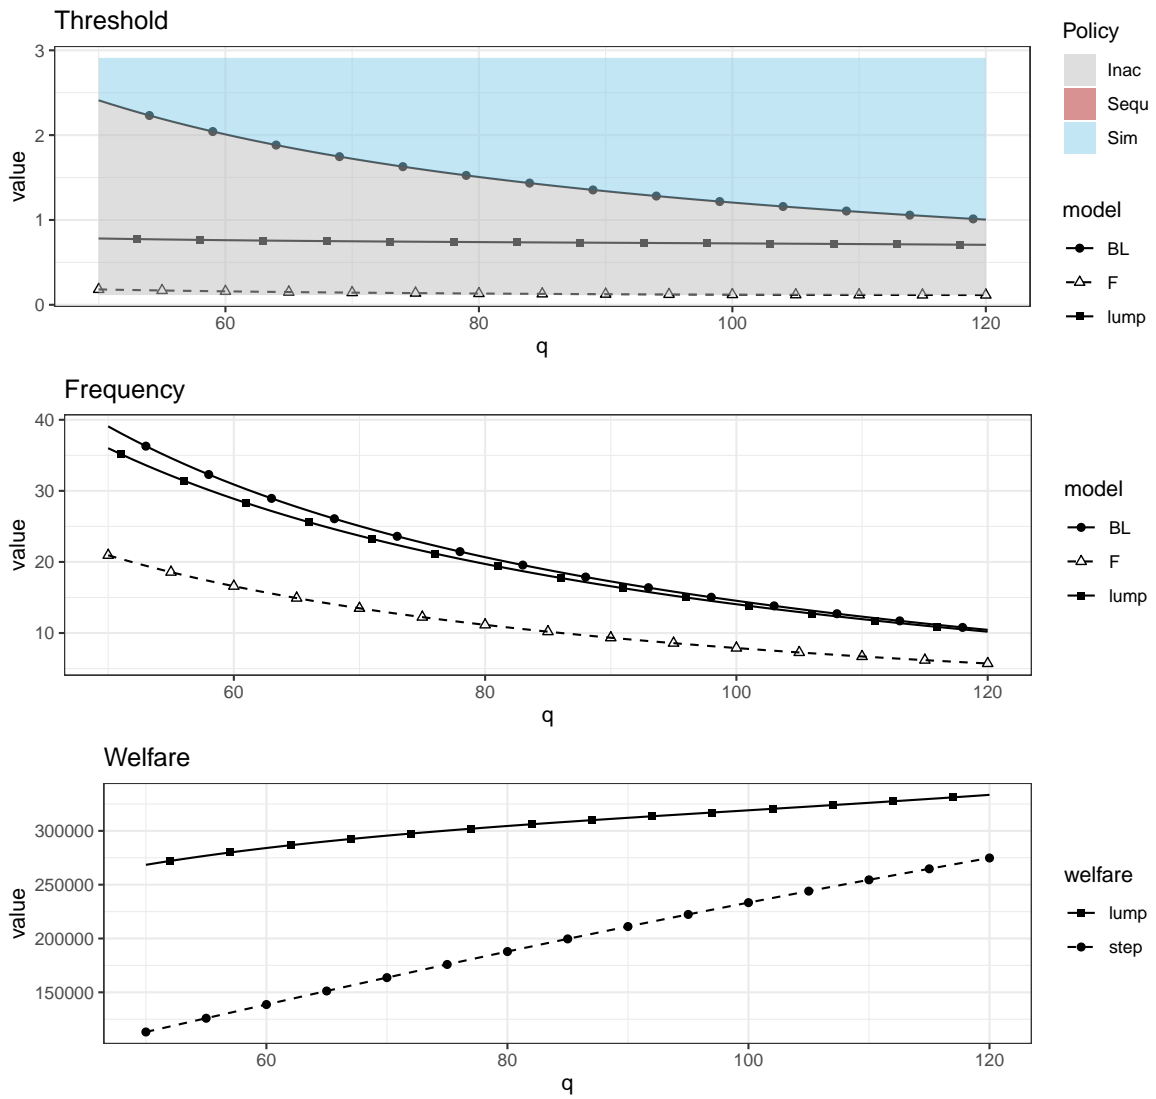 Threshold
value
3
2
1
0
60
80
100
120
q
Policy
Inac
Sequ
Sim
model
BL
F
lump
Frequency
value
40
30
20
10
60
80
100
120
q
model
BL
F
lump
Welfare
value
300000
250000
200000
150000
60
80
100
120
q
welfare
lump
step